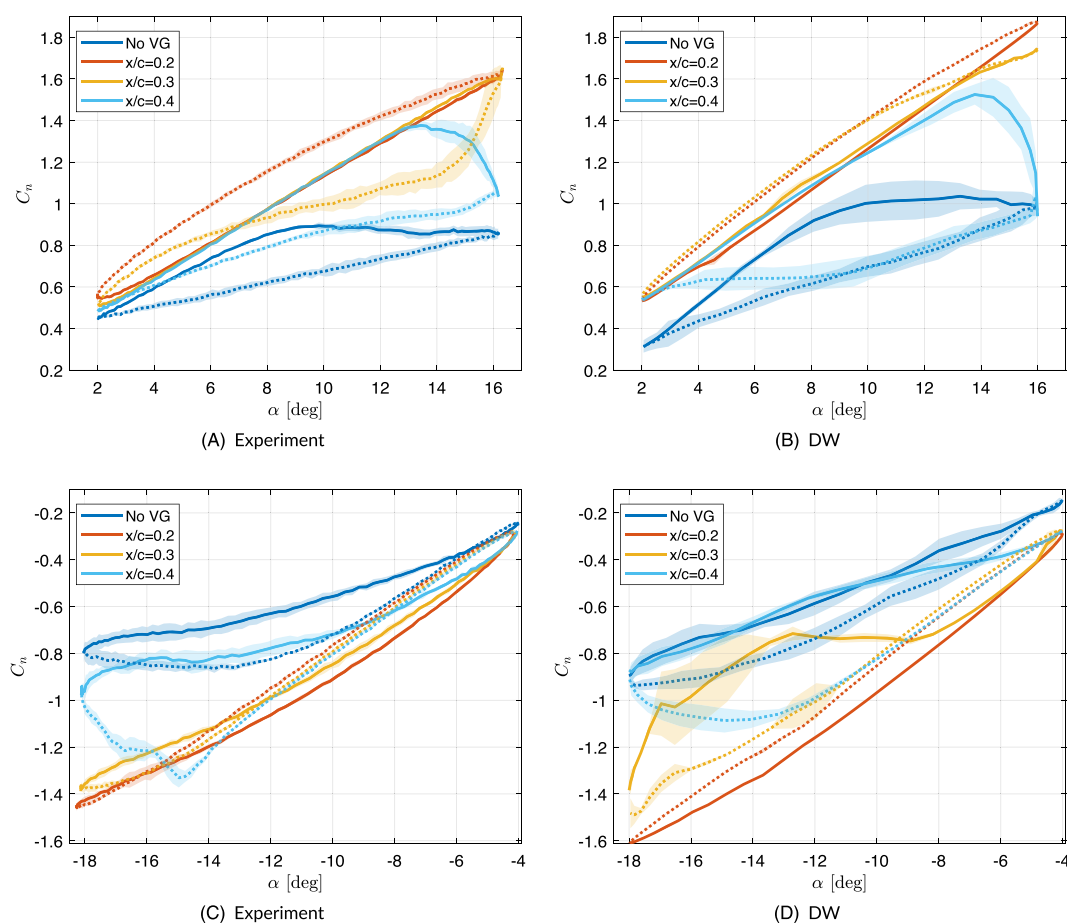 No VG
x/c=0.2
x/c=0.3
x/c=0.4
1.8
1.6
1.4
1.2
1
0.8
0.6
0.4
0.2
C_n
2 4 6 8 10 12 14 16
α [deg]
(A) Experiment
No VG
x/c=0.2
x/c=0.3
x/c=0.4
1.8
1.6
1.4
1.2
1
0.8
0.6
0.4
0.2
C_n
2 4 6 8 10 12 14 16
α [deg]
(B) DW
No VG
x/c=0.2
x/c=0.3
x/c=0.4
-0.2
-0.4
-0.6
-0.8
-1
-1.2
-1.4
-1.6
C_n
-18 -16 -14 -12 -10 -8 -6 -4
α [deg]
(C) Experiment
No VG
x/c=0.2
x/c=0.3
x/c=0.4
-0.2
-0.4
-0.6
-0.8
-1
-1.2
-1.4
-1.6
C_n
-18 -16 -14 -12 -10 -8 -6 -4
α [deg]
(D) DW